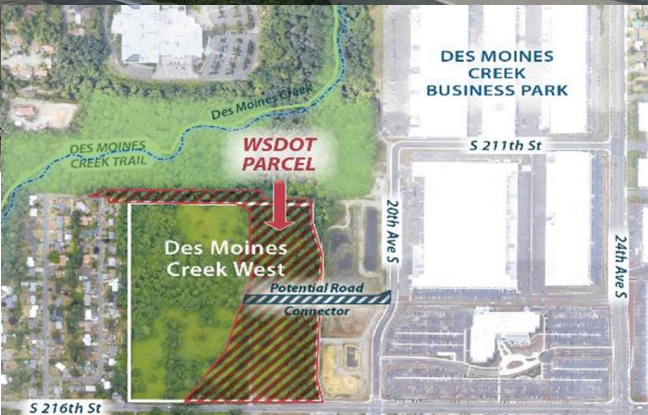 DES MOINES
CREEK
BUSINESS PARK
Des Moines Creek
DES MOINES
CREEK TRAIL
WSDOT
PARCEL
S 211th St
20th Ave S
24th Ave S
Des Moines
Creek West
Potential Road
Connector
S 216th St